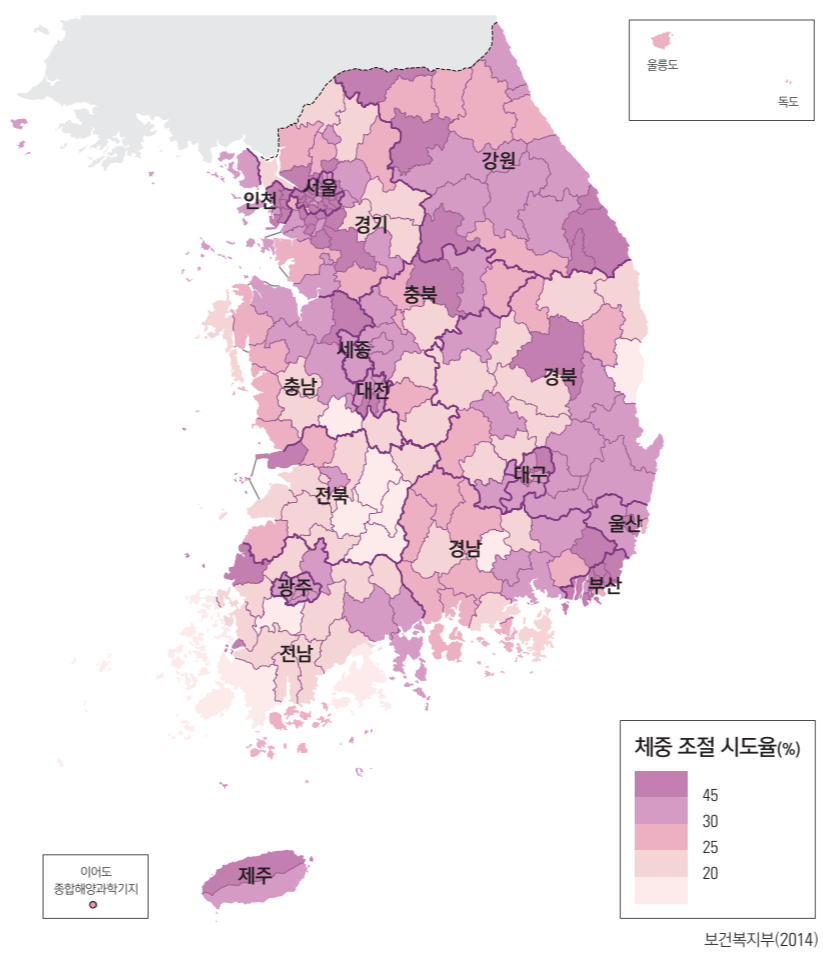 울릉도
독도
강원
서울
인천
경기
충북
세종
경북
충남
대전
대구
전북
울산
경남
부산
광주
전남
체중 조절 시도율(%)
45
30
25
20
이어도
종합해양과학기지
제주
보건복지부(2014)